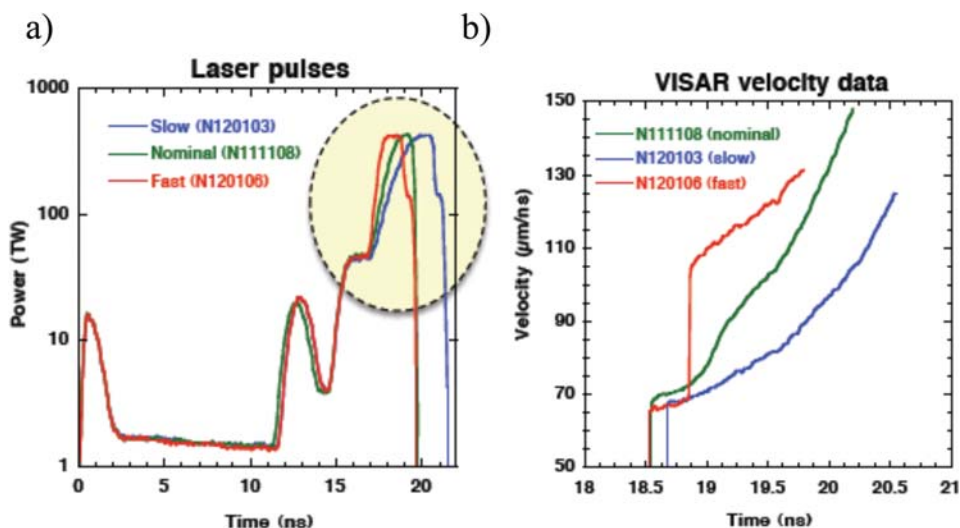 a)
Laser pulses
1000
100
10
1
Power (TW)
Slow (N120103)
Nominal (N111108)
Fast (N120106)
0 5 10 15 20
Time (ns)
b)
VISAR velocity data
150
130
110
90
70
50
Velocity (µm/ns)
N111108 (nominal)
N120103 (slow)
N120106 (fast)
18 18.5 19 19.5 20 20.5 21
Time (ns)